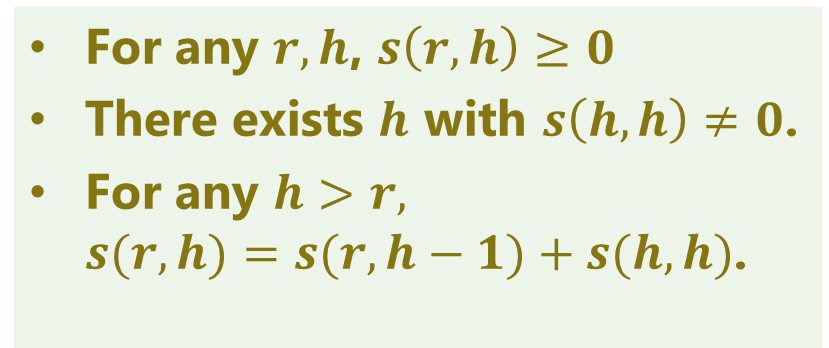 • For any r, h, s(r, h) ≥ 0
• There exists h with s(h, h) ≠ 0.
• For any h > r,
s(r, h) = s(r, h − 1) + s(h, h).